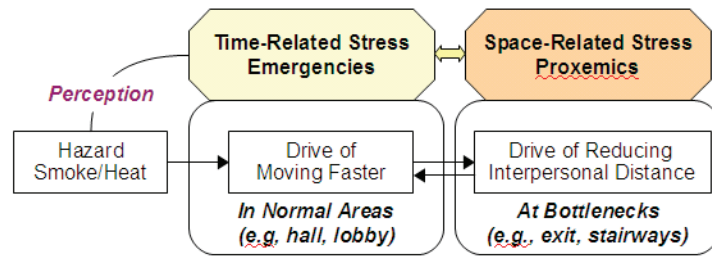 Time-Related Stress
Emergencies
Space-Related Stress
Proxemics
Perception
Hazard
Smoke/Heat
Drive of
Moving Faster
Drive of Reducing
Interpersonal Distance
In Normal Areas
(e.g, hall, lobby)
At Bottlenecks
(e.g., exit, stairways)